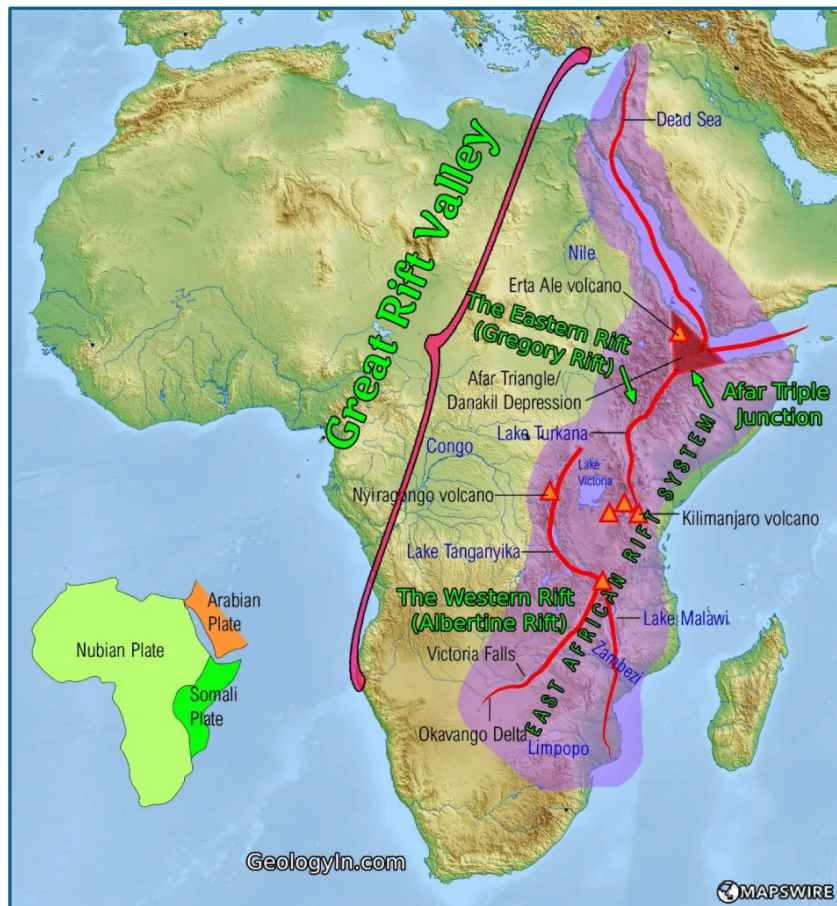 Dead Sea
Great Rift Valley
Nile
Erta Ale volcano
The Eastern Rift
(Gregory Rift)
Afar Triangle/
Danakil Depression
Afar Triple
Junction
Lake Turkana
Congo
Lake
Victoria
Nyiragongo volcano
Kilimanjaro volcano
EAST AFRICAN RIFT SYSTEM
Lake Tanganyika
The Western Rift
(Albertine Rift)
Lake Malawi
Victoria Falls
Zambezi
Okavango Delta
Limpopo
Arabian
Plate
Nubian Plate
Somali
Plate
GeologyIn.com
MAPSWIRE